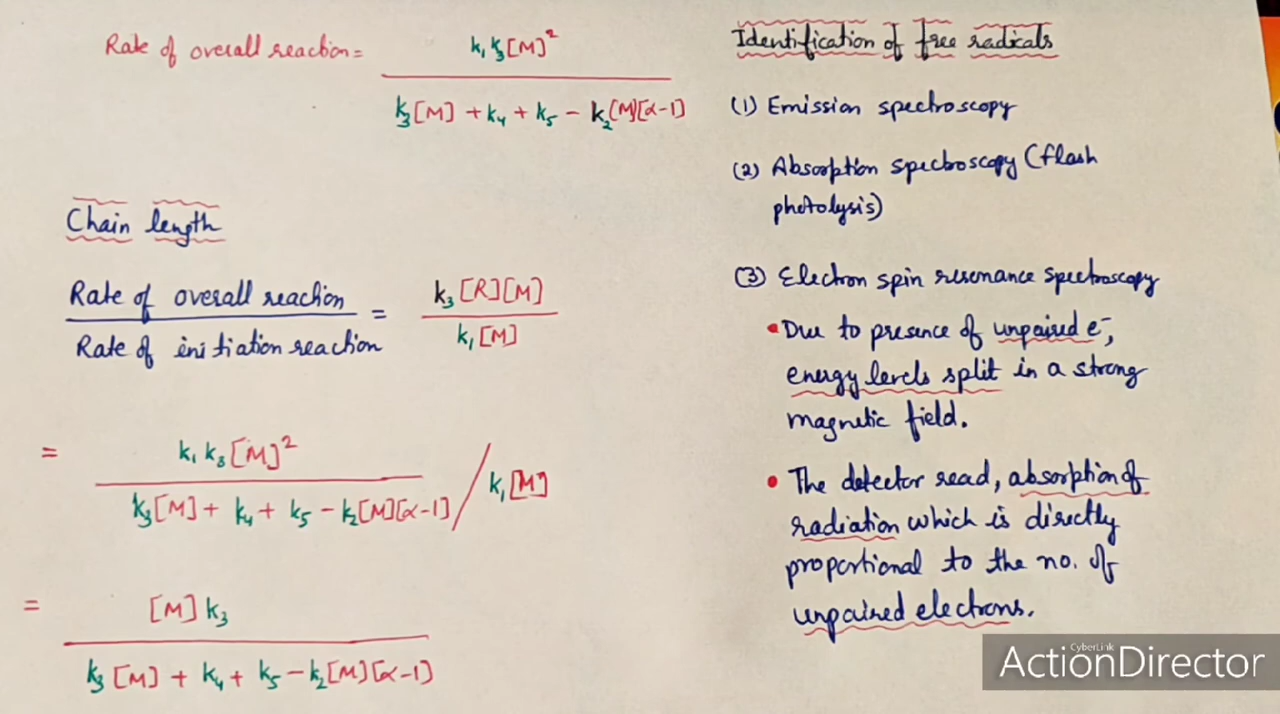 Rate of overall reaction = k₁k₃[M]²
k₃[M] + k₄ + k₅ - k₂[M][α-1]
Chain length
Rate of overall reaction = k₃[R][M]
Rate of initiation reaction k₁[M]
= k₁k₃[M]²
k₃[M] + k₄ + k₅ - k₂[M][α-1] / k₁[M]
= [M]k₃
k₃[M] + k₄ + k₅ - k₂[M][α-1]
Identification of free radicals
(1) Emission spectroscopy
(2) Absorption spectroscopy (flash
photolysis)
(3) Electron spin resonance spectroscopy
• Due to presence of unpaired e⁻,
energy levels split in a strong
magnetic field.
• The detector read, absorption of
radiation which is directly
proportional to the no. of
unpaired electrons.
CyberLink
ActionDirector